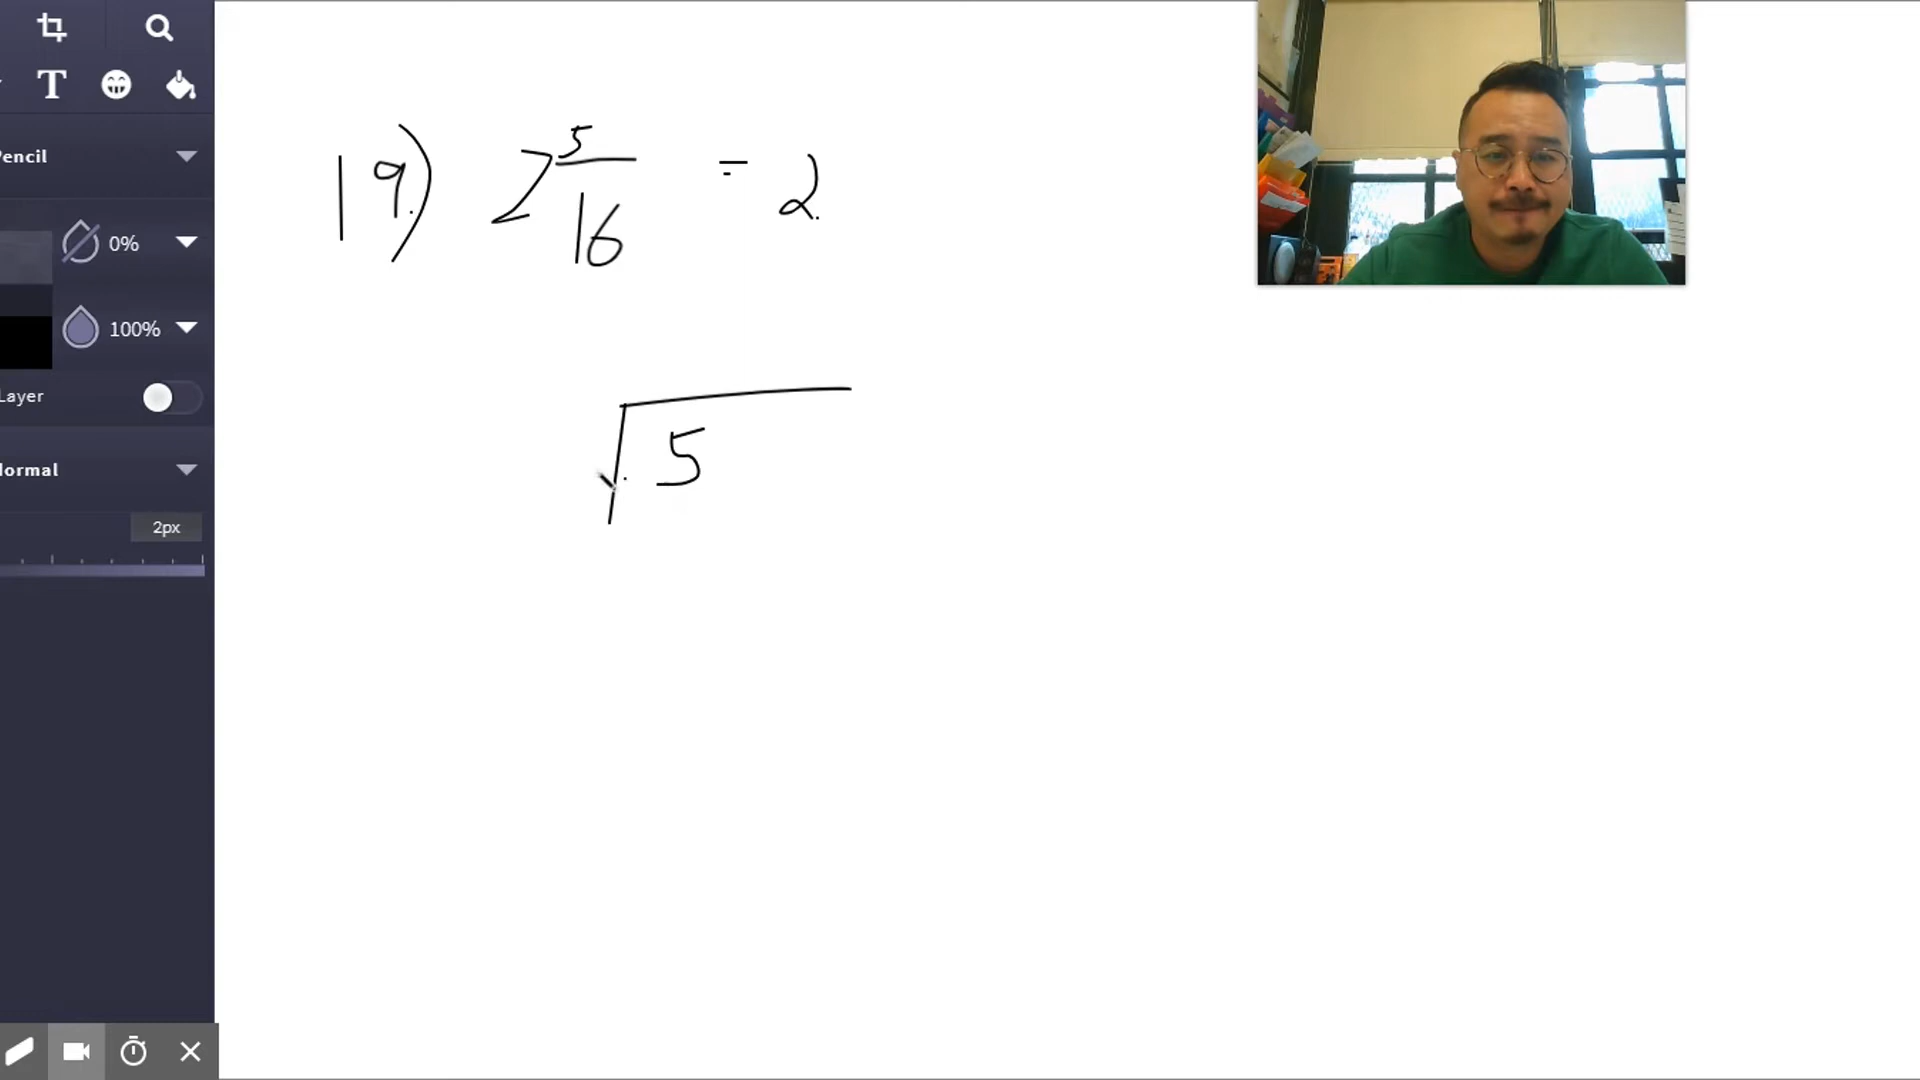 T
Pencil
0%
100%
Layer
Normal
2px
19.) 2 5/16 = 2.
5